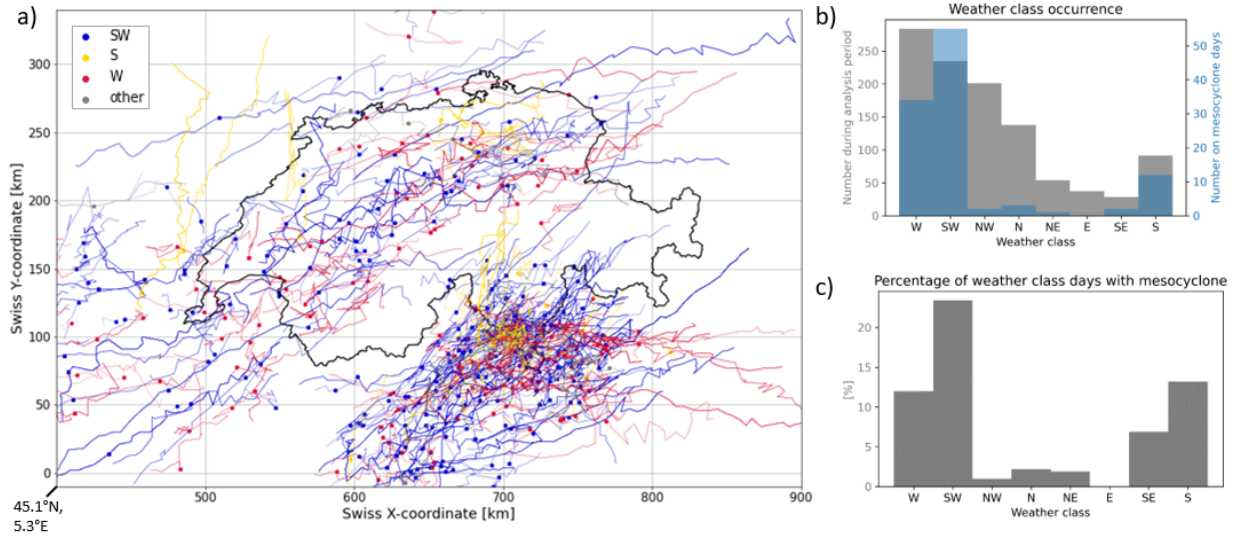 a)
SW
S
W
other
300
250
200
150
100
50
0
Swiss Y-coordinate [km]
500
600
700
800
900
Swiss X-coordinate [km]
45.1°N,
5.3°E
b)
Weather class occurrence
250
200
150
100
50
0
Number during analysis period
50
40
30
20
10
0
Number on mesocyclone days
W SW NW N NE E SE S
Weather class
c)
Percentage of weather class days with mesocyclone
20
15
10
5
0
[%]
W SW NW N NE E SE S
Weather class